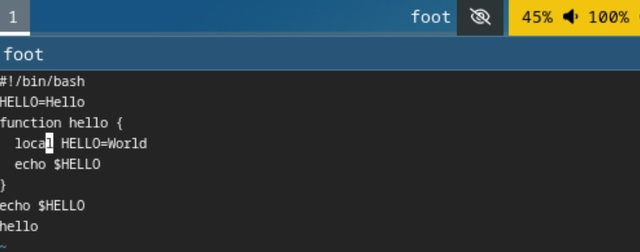 1 foot 45% 100%
foot
#!/bin/bash
HELLO=Hello
function hello {
  local HELLO=World
  echo $HELLO
}
echo $HELLO
hello
~